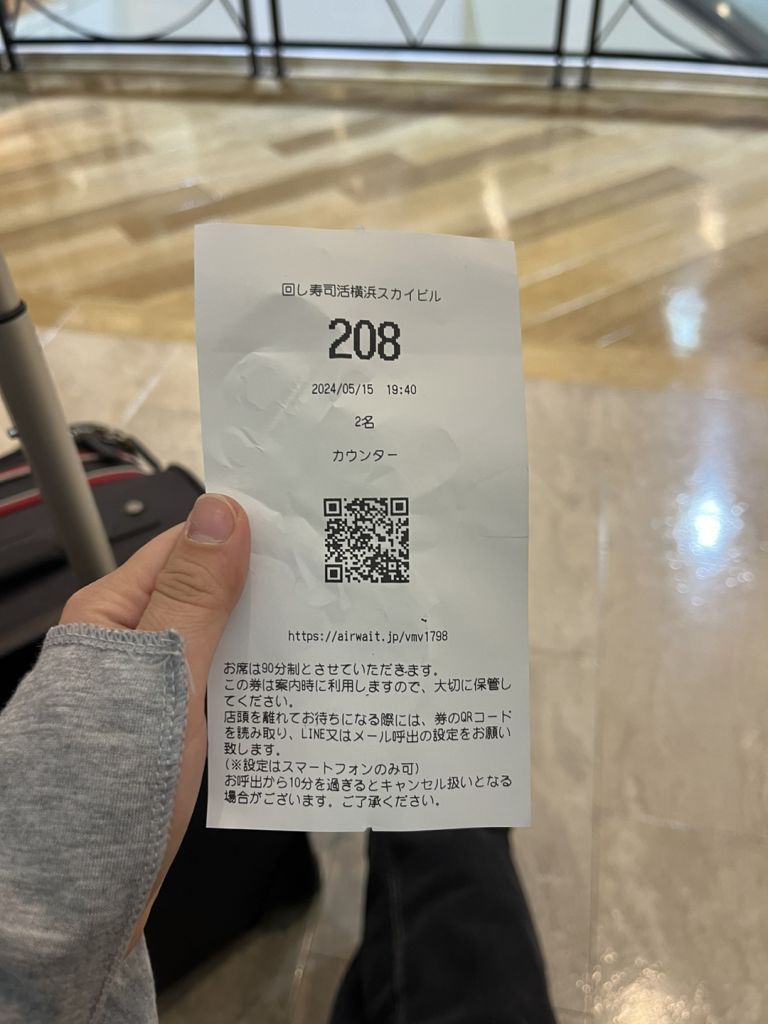 回し寿司活横浜スカイビル
208
2024/05/15 19:40
2名
カウンター
https://airwait.jp/vmv1798
お席は90分制とさせていただきます。
この券は案内時に利用しますので、大切に保管し
てください。
店頭を離れてお待ちになる際には、券のQRコード
を読み取り、LINE又はメール呼出の設定をお願い
致します。
(※設定はスマートフォンのみ可)
お呼出から10分を過ぎるとキャンセル扱いとなる
場合がございます。ご了承ください。